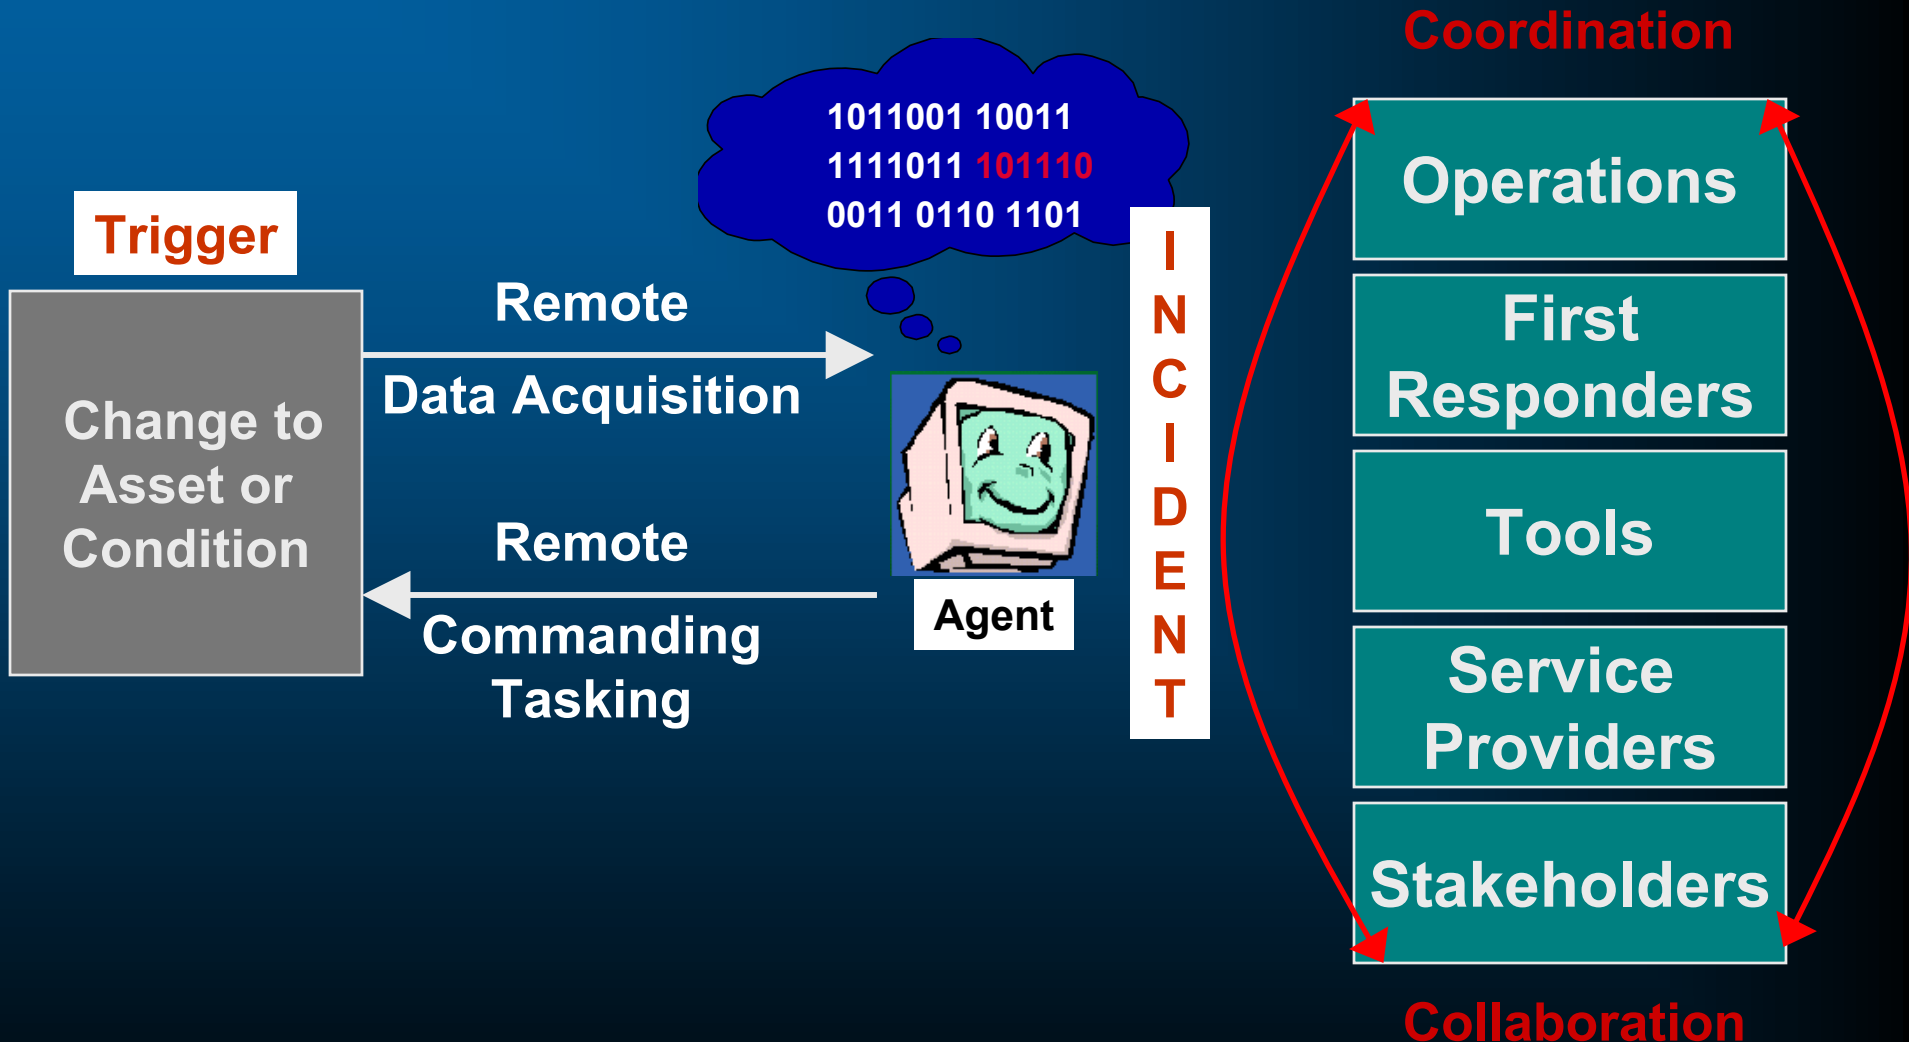 Trigger
Change to
Asset or
Condition
Remote
Data Acquisition
Remote
Commanding
Tasking
1011001 10011
1111011 101110
0011 0110 1101
Agent
I
N
C
I
D
E
N
T
Coordination
Operations
First
Responders
Tools
Service
Providers
Stakeholders
Collaboration